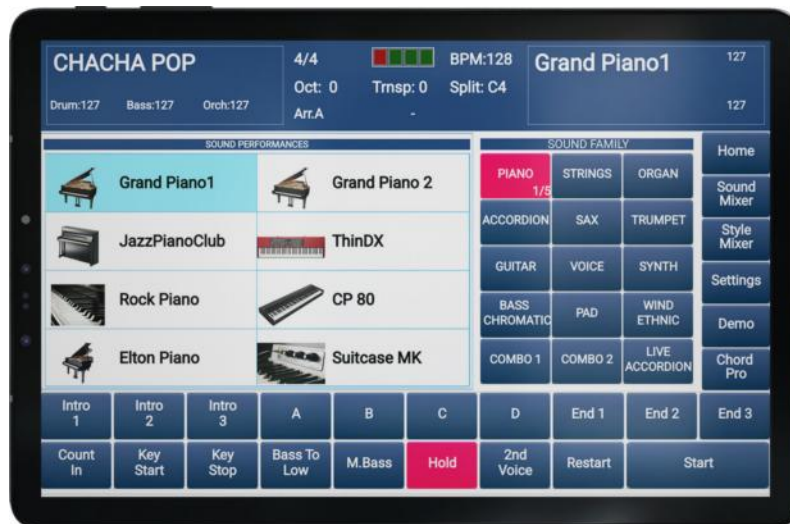 CHACHA POP
Drum:127 Bass:127 Orch:127
4/4 BPM:128
Oct: 0 Trnsp: 0 Split: C4
Arr.A -
Grand Piano1
127
127
SOUND PERFORMANCES
Grand Piano1
Grand Piano 2
JazzPianoClub
ThinDX
Rock Piano
CP 80
Elton Piano
Suitcase MK
SOUND FAMILY
PIANO
1/5
STRINGS
ORGAN
ACCORDION
SAX
TRUMPET
GUITAR
VOICE
SYNTH
BASS
CHROMATIC
PAD
WIND
ETHNIC
COMBO 1
COMBO 2
LIVE
ACCORDION
Home
Sound
Mixer
Style
Mixer
Settings
Demo
Chord
Pro
Intro
1
Intro
2
Intro
3
A
B
C
D
End 1
End 2
End 3
Count
In
Key
Start
Key
Stop
Bass To
Low
M.Bass
Hold
2nd
Voice
Restart
Start